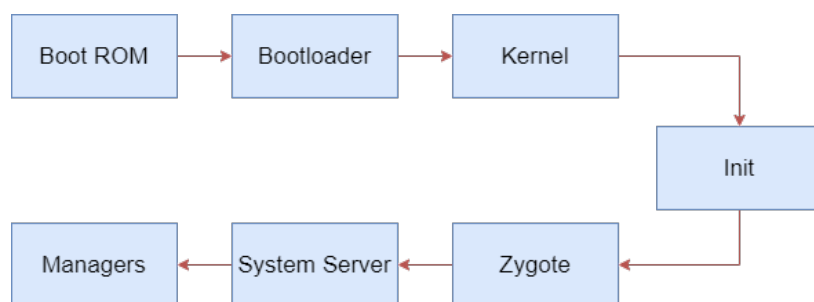 Boot ROM
Bootloader
Kernel
Init
Zygote
System Server
Managers